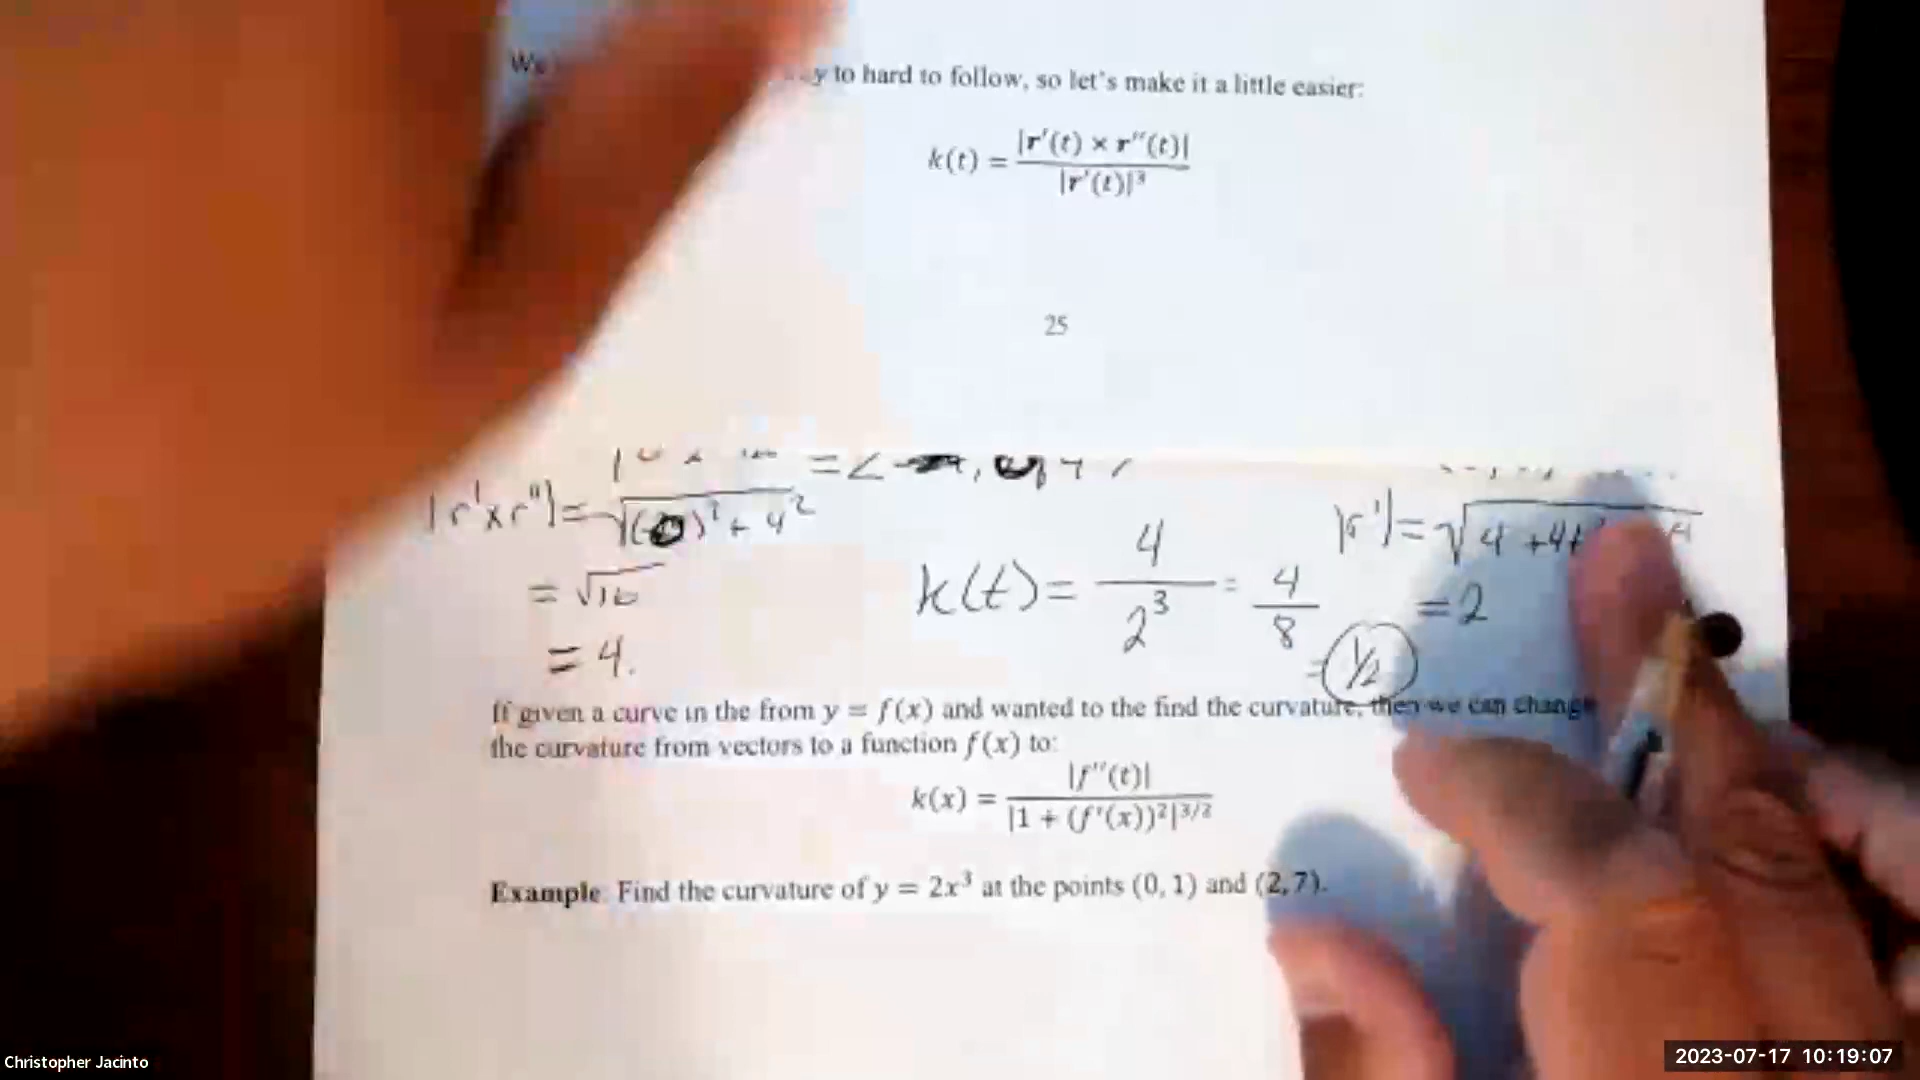 to hard to follow, so let's make it a little easier:
k(t) = |r'(t) × r''(t)| / |r'(t)|³
25
|r'xr''| = √(0)² + 4²
= √16
= 4.
k(t) = 4 / 2³ = 4 / 8
= 1/2
|r'| = √4 + 4t
= 2
If given a curve in the from y = f(x) and wanted to the find the curvature, then we can change
the curvature from vectors to a function f(x) to:
k(x) = |f''(t)| / |1 + (f'(x))²|³/²
Example: Find the curvature of y = 2x³ at the points (0, 1) and (2,7).
Christopher Jacinto
2023-07-17 10:19:07